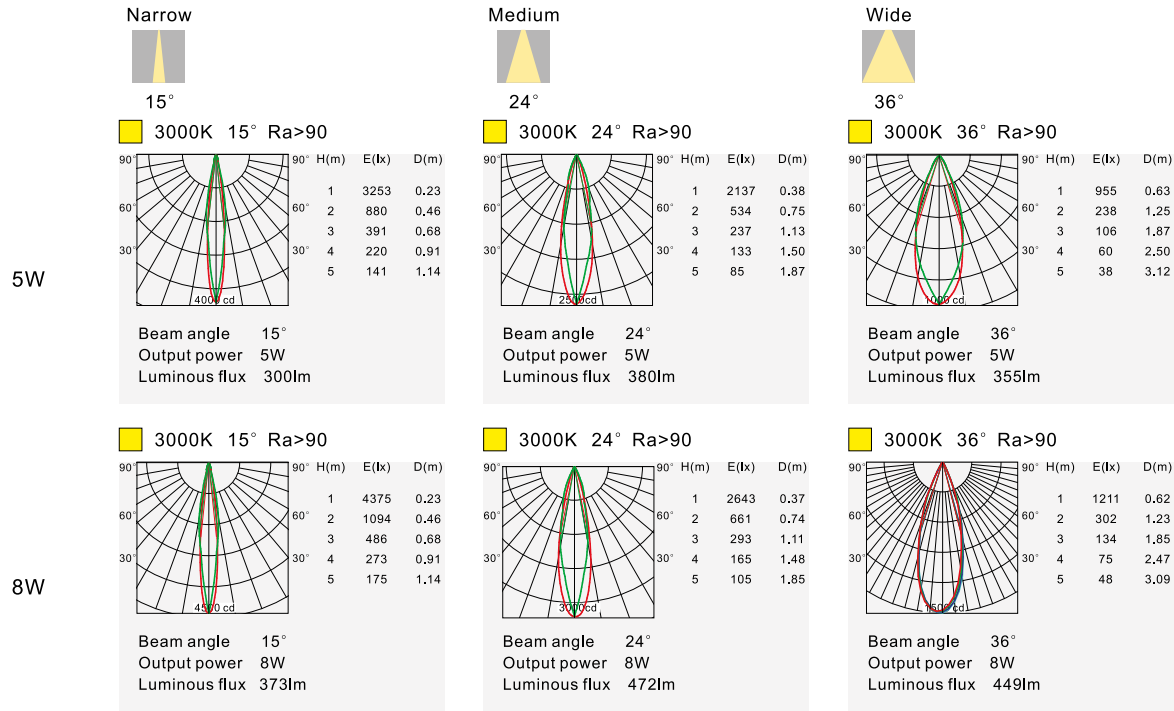 Narrow
Medium
Wide
15°
24°
36°
3000K 15° Ra>90
3000K 24° Ra>90
3000K 36° Ra>90
5W
90° 90° H(m) E(lx) D(m)
1 3253 0.23
60° 60° 2 880 0.46
3 391 0.68
30° 30° 4 220 0.91
5 141 1.14
4000 cd
Beam angle 15°
Output power 5W
Luminous flux 300lm
90° 90° H(m) E(lx) D(m)
1 2137 0.38
60° 60° 2 534 0.75
3 237 1.13
30° 30° 4 133 1.50
5 85 1.87
2500cd
Beam angle 24°
Output power 5W
Luminous flux 380lm
90° 90° H(m) E(lx) D(m)
1 955 0.63
60° 60° 2 238 1.25
3 106 1.87
30° 30° 4 60 2.50
5 38 3.12
1000 cd
Beam angle 36°
Output power 5W
Luminous flux 355lm
3000K 15° Ra>90
3000K 24° Ra>90
3000K 36° Ra>90
8W
90° 90° H(m) E(lx) D(m)
1 4375 0.23
60° 60° 2 1094 0.46
3 486 0.68
30° 30° 4 273 0.91
5 175 1.14
4500 cd
Beam angle 15°
Output power 8W
Luminous flux 373lm
90° 90° H(m) E(lx) D(m)
1 2643 0.37
60° 60° 2 661 0.74
3 293 1.11
30° 30° 4 165 1.48
5 105 1.85
3000cd
Beam angle 24°
Output power 8W
Luminous flux 472lm
90° 90° H(m) E(lx) D(m)
1 1211 0.62
60° 60° 2 302 1.23
3 134 1.85
30° 30° 4 75 2.47
5 48 3.09
1500 cd
Beam angle 36°
Output power 8W
Luminous flux 449lm